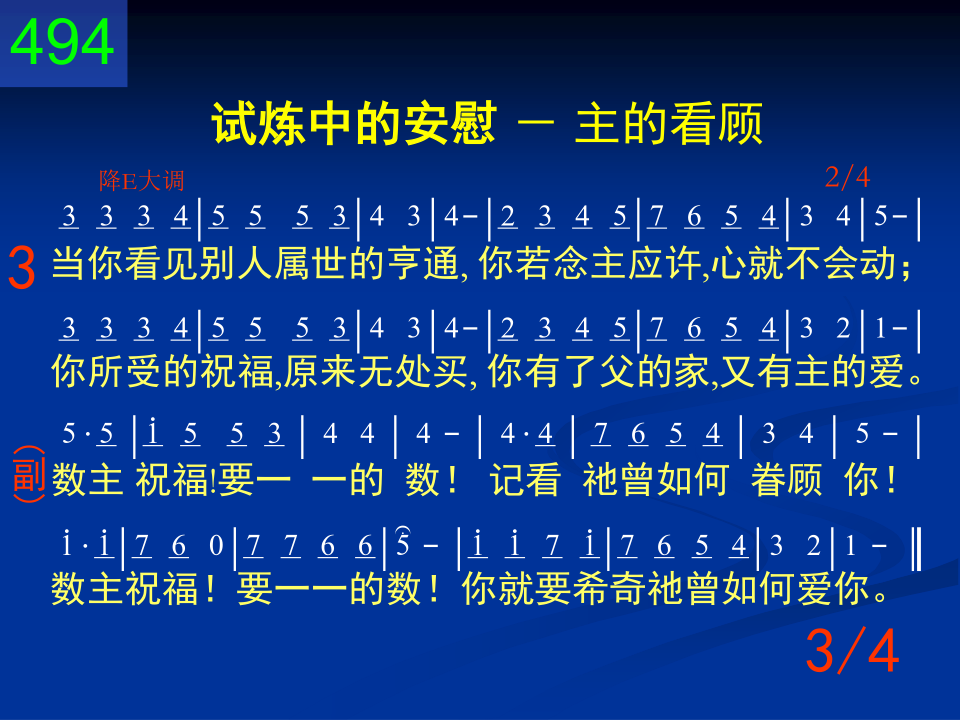 494
试炼中的安慰 － 主的看顾
降E大调 2/4
3 3 3 4|5 5 5 3|4 3|4-|2 3 4 5|7 6 5 4|3 4|5-|
3 当你看见别人属世的亨通, 你若念主应许,心就不会动；
3 3 3 4|5 5 5 3|4 3|4-|2 3 4 5|7 6 5 4|3 2|1-|
你所受的祝福,原来无处买, 你有了父的家,又有主的爱。
5·5|i 5 5 3|4 4|4 -|4·4|7 6 5 4|3 4|5 -|
（副） 数主 祝福!要一 一的 数！ 记看 祂曾如何 眷顾 你！
i·i|7 6 0|7 7 6 6|5 -|i i 7 i|7 6 5 4|3 2|1 -‖
数主祝福！要一一的数！你就要希奇祂曾如何爱你。
3/4